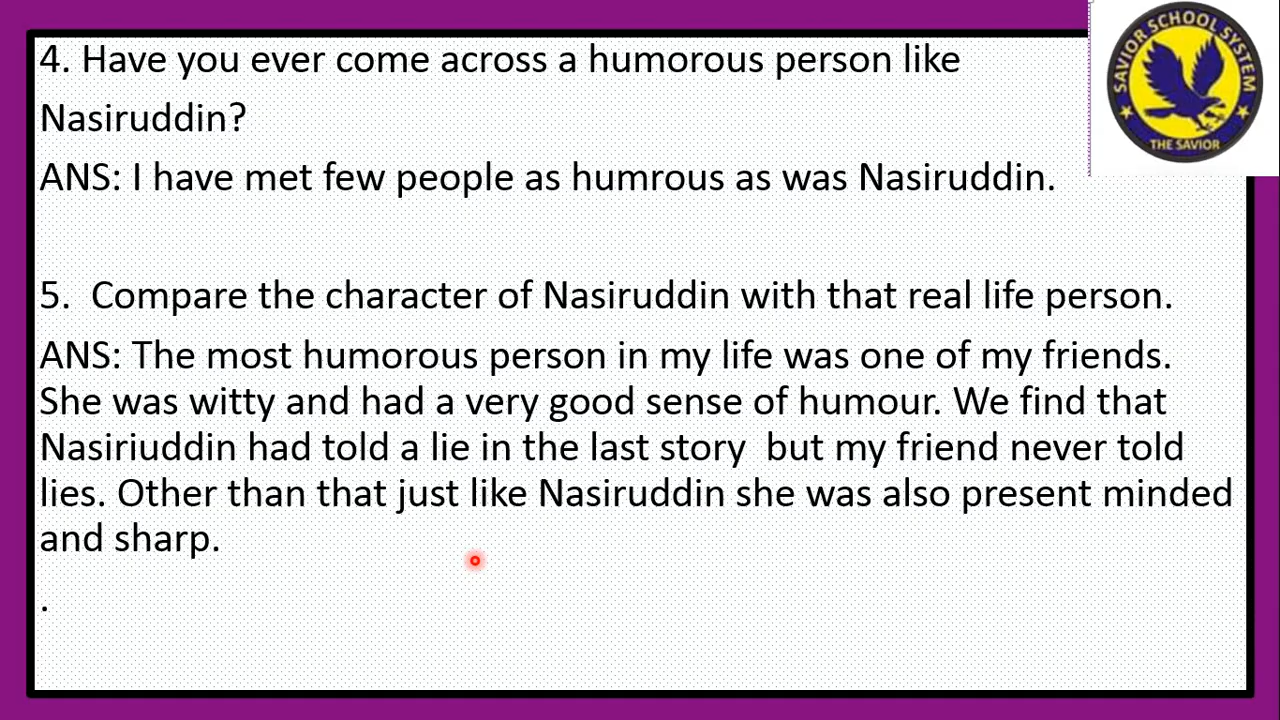 4. Have you ever come across a humorous person like
Nasiruddin?
ANS: I have met few people as humrous as was Nasiruddin.
5.  Compare the character of Nasiruddin with that real life person.
ANS: The most humorous person in my life was one of my friends.
She was witty and had a very good sense of humour. We find that
Nasiriuddin had told a lie in the last story  but my friend never told
lies. Other than that just like Nasiruddin she was also present minded
and sharp.
.
SAVIOR SCHOOL SYSTEM
THE SAVIOR